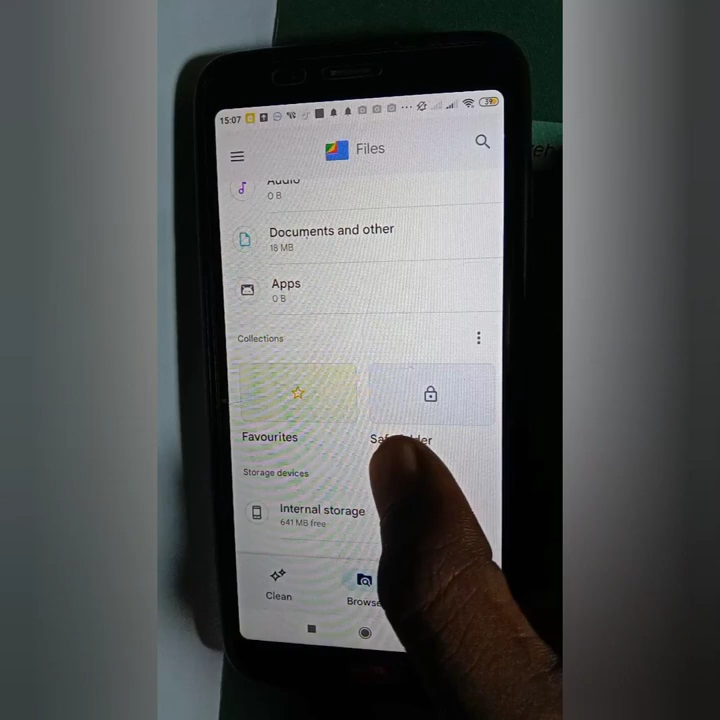 15:07
39
Files
Audio
0 B
Documents and other
18 MB
Apps
0 B
Collections
Favourites
Storage devices
Internal storage
641 MB free
Clean
Browse